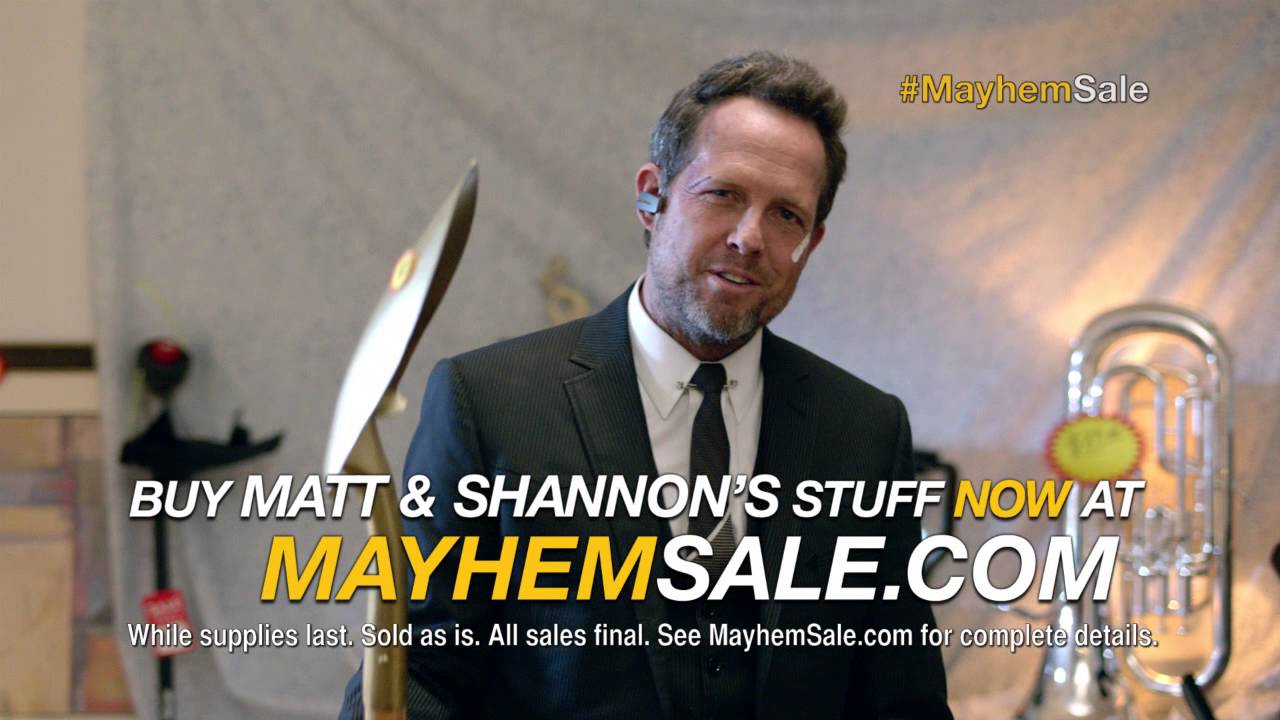 #MayhemSale
BUY MATT & SHANNON'S STUFF NOW AT
MAYHEMSALE.COM
While supplies last. Sold as is. All sales final. See MayhemSale.com for complete details.